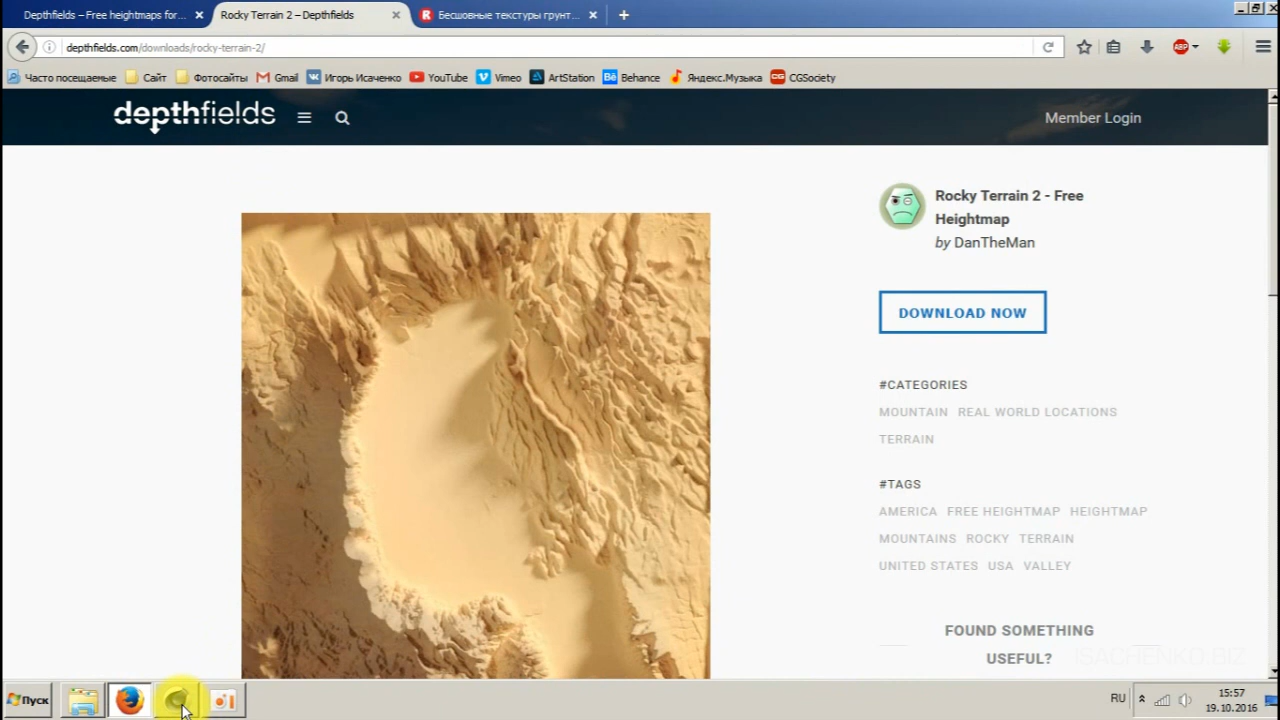 Depthfields – Free heightmaps for...
Rocky Terrain 2 – Depthfields
Бесшовные текстуры грунт...
depthfields.com/downloads/rocky-terrain-2/
ABP
Часто посещаемые
Сайт
Фотосайты
Gmail
Игорь Исаченко
YouTube
Vimeo
ArtStation
Behance
Яндекс.Музыка
CGSociety
depthfields
Member Login
Rocky Terrain 2 - Free
Heightmap
by DanTheMan
DOWNLOAD NOW
#CATEGORIES
MOUNTAIN REAL WORLD LOCATIONS
TERRAIN
#TAGS
AMERICA FREE HEIGHTMAP HEIGHTMAP
MOUNTAINS ROCKY TERRAIN
UNITED STATES USA VALLEY
FOUND SOMETHING
USEFUL?
ISACHENKO.BIZ
Пуск
RU
15:57
19.10.2016